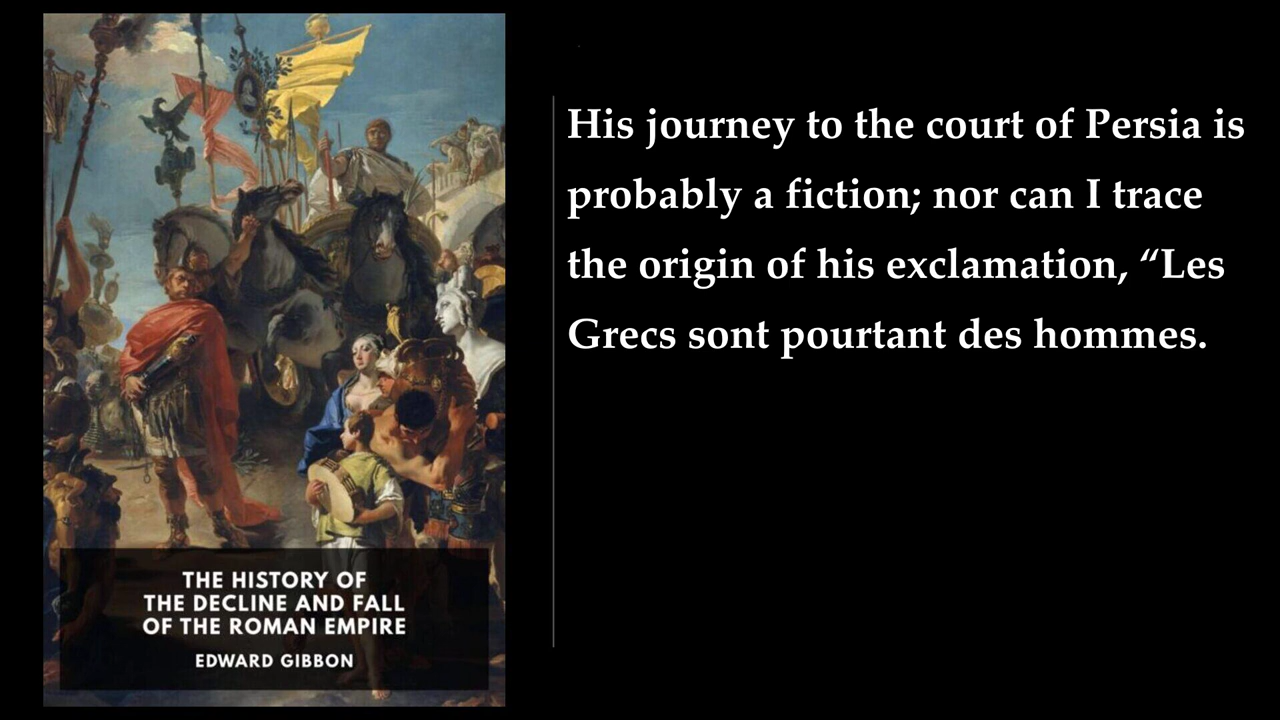 THE HISTORY OF
THE DECLINE AND FALL
OF THE ROMAN EMPIRE
EDWARD GIBBON
His journey to the court of Persia is
probably a fiction; nor can I trace
the origin of his exclamation, “Les
Grecs sont pourtant des hommes.